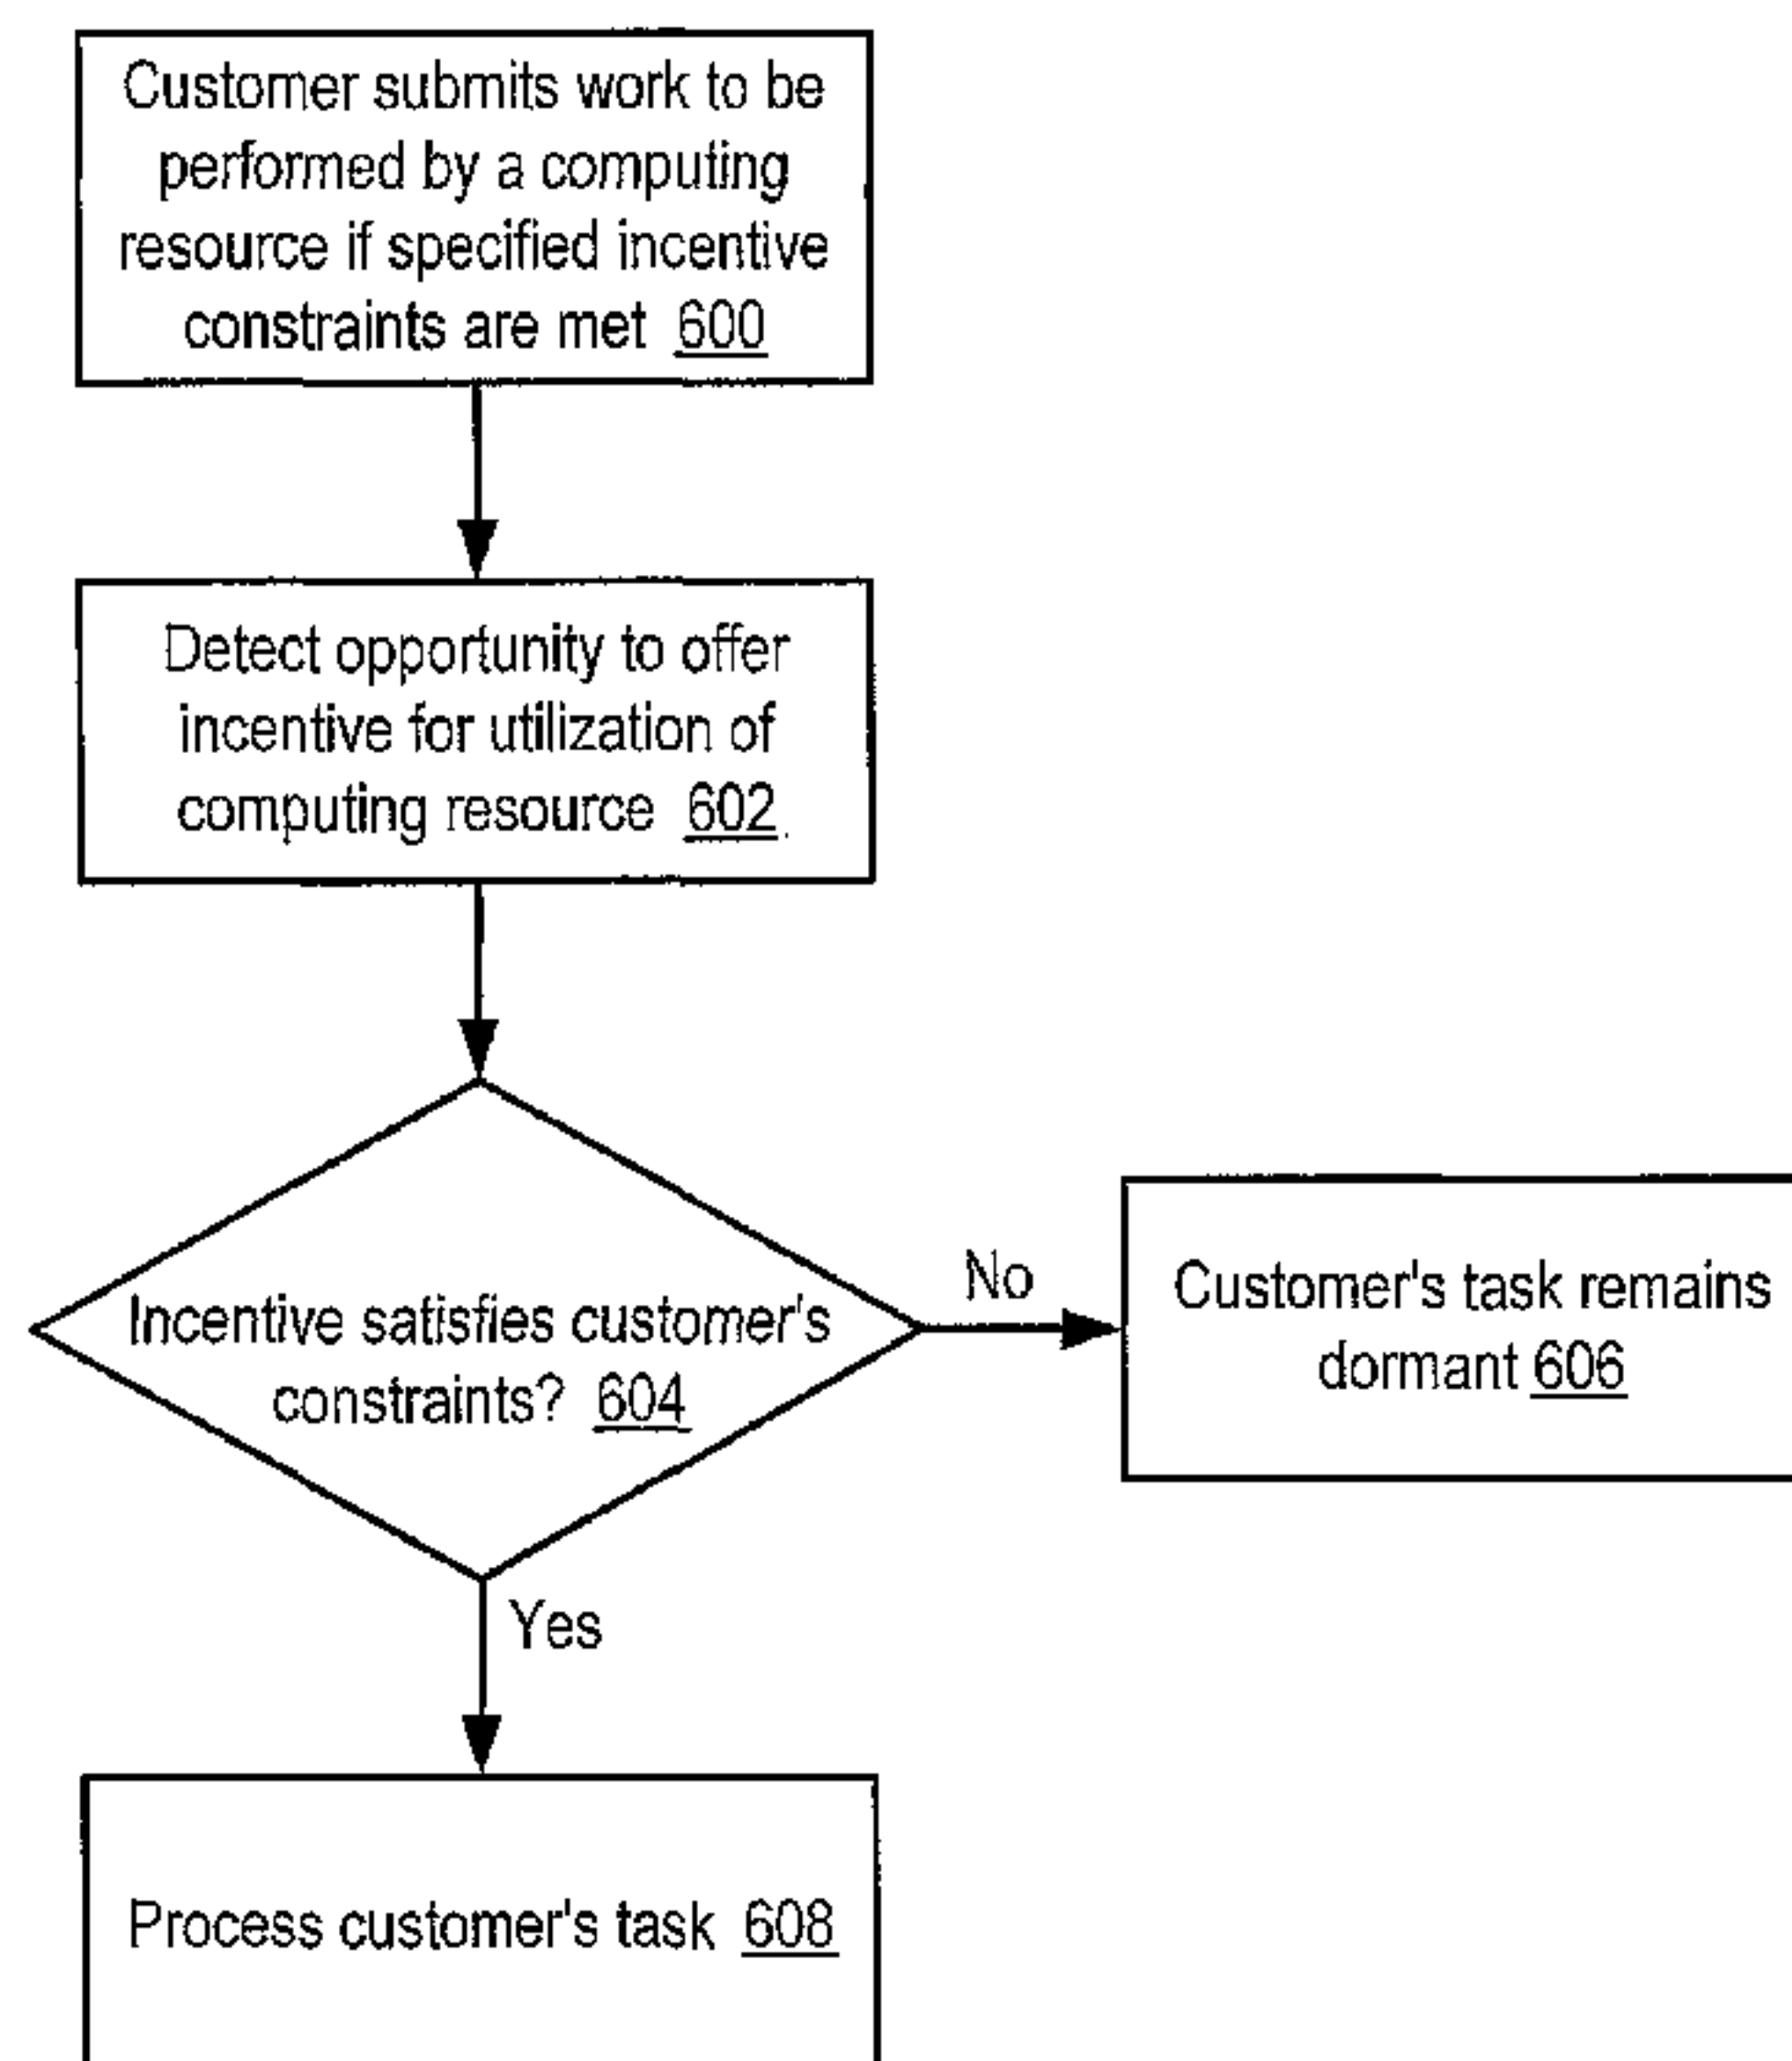 Customer submits work to be
performed by a computing
resource if specified incentive
constraints are met 600
Detect opportunity to offer
incentive for utilization of
computing resource 602
Incentive satisfies customer's
constraints? 604
No
Customer's task remains
dormant 606
Yes
Process customer's task 608